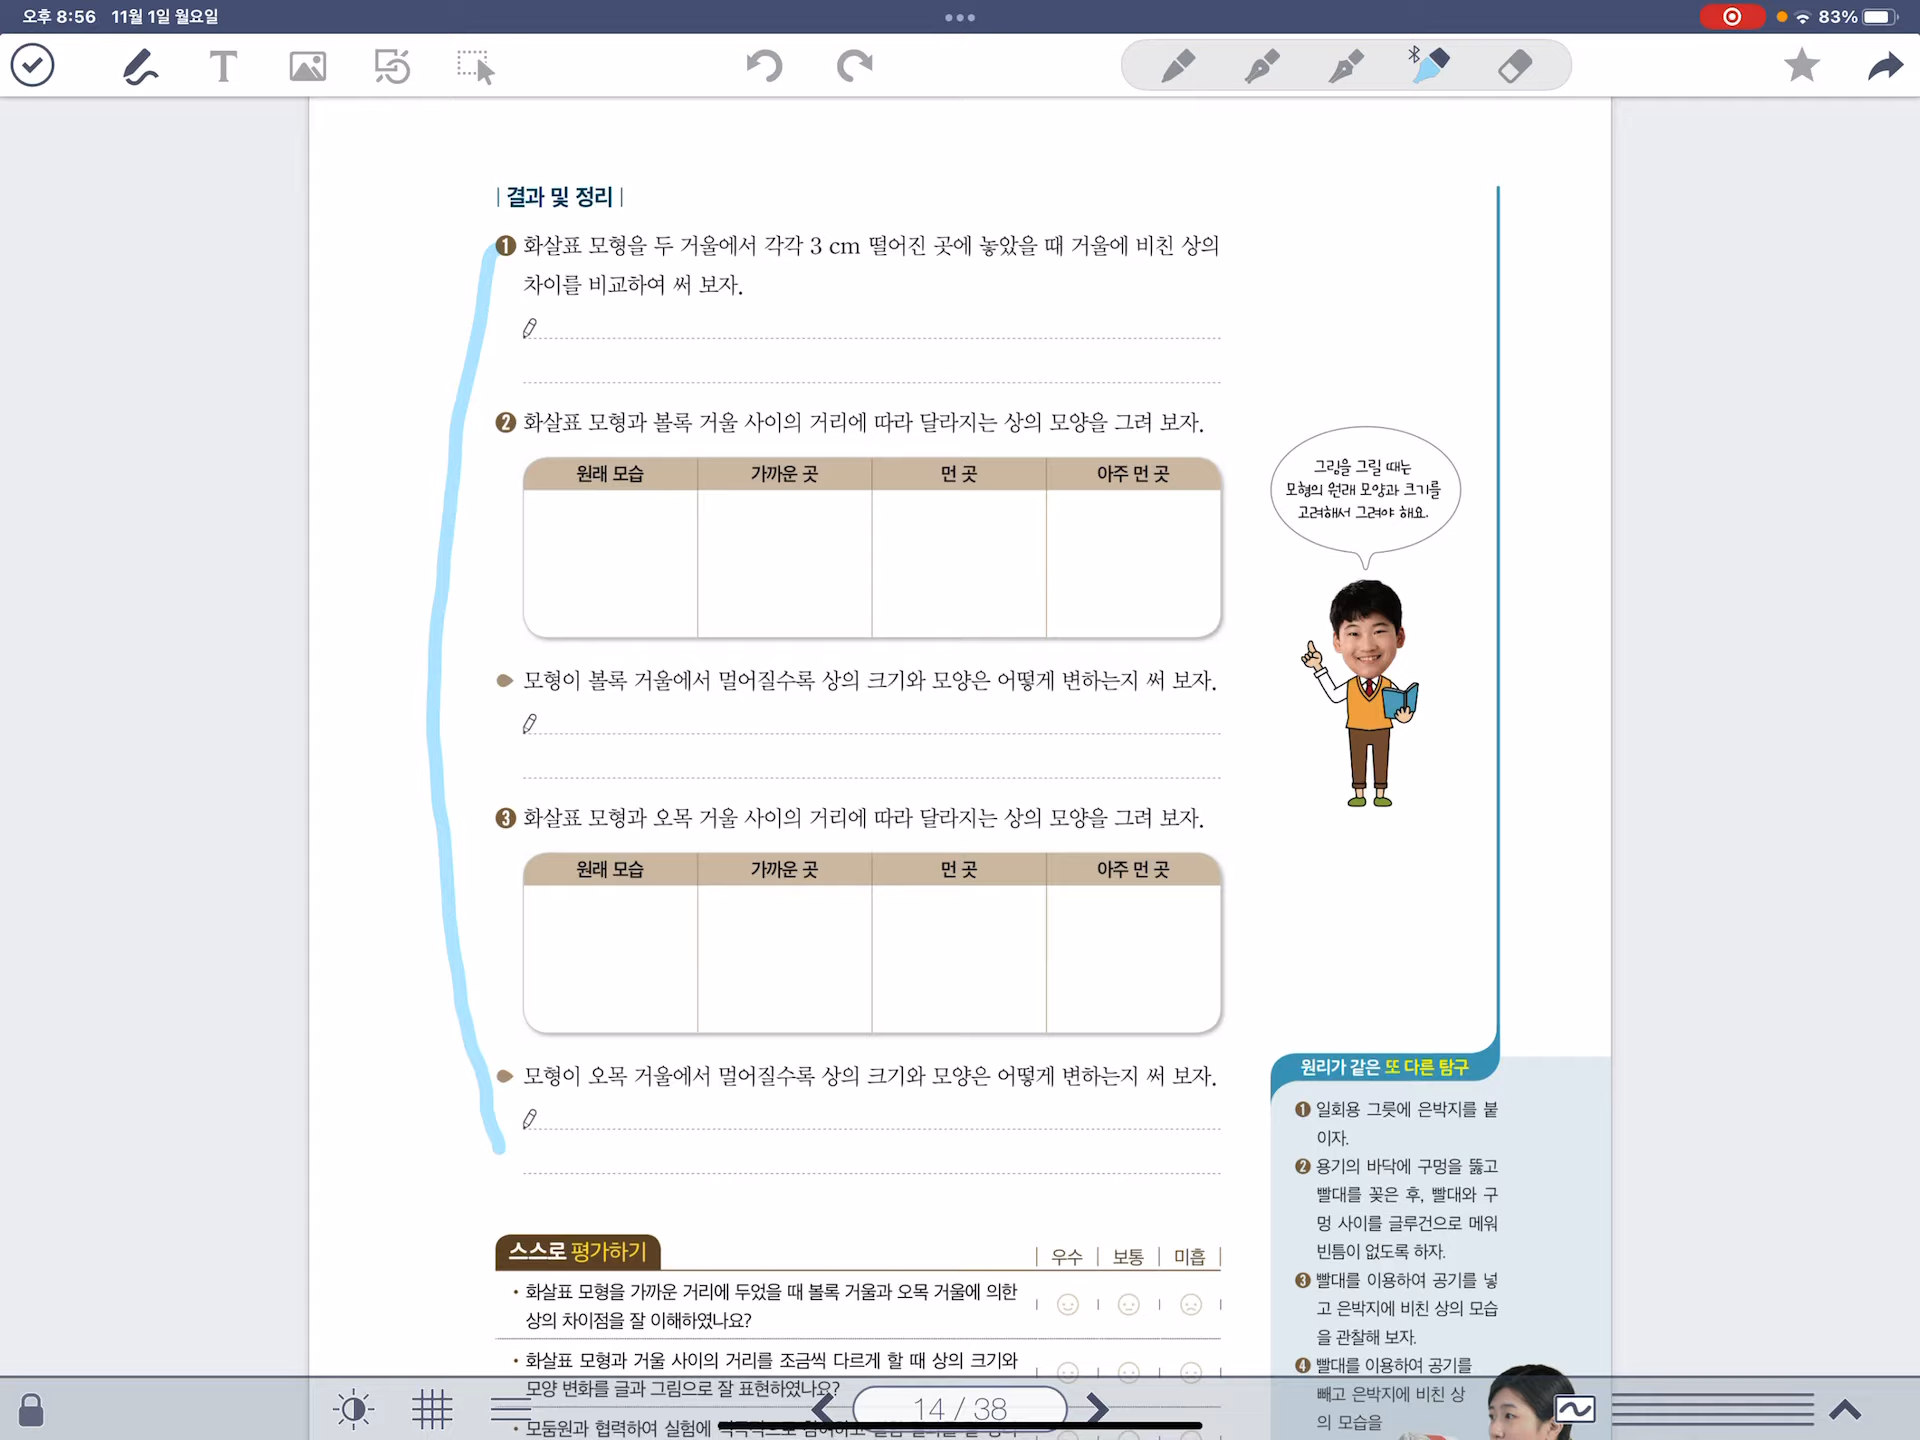 오후 8:56 11월 1일 월요일
83%
결과 및 정리
1 화살표 모형을 두 거울에서 각각 3 cm 떨어진 곳에 놓았을 때 거울에 비친 상의
차이를 비교하여 써 보자.
2 화살표 모형과 볼록 거울 사이의 거리에 따라 달라지는 상의 모양을 그려 보자.
원래 모습 가까운 곳 먼 곳 아주 먼 곳
그림을 그릴 때는
모형의 원래 모양과 크기를
고려해서 그려야 해요.
모형이 볼록 거울에서 멀어질수록 상의 크기와 모양은 어떻게 변하는지 써 보자.
3 화살표 모형과 오목 거울 사이의 거리에 따라 달라지는 상의 모양을 그려 보자.
원래 모습 가까운 곳 먼 곳 아주 먼 곳
모형이 오목 거울에서 멀어질수록 상의 크기와 모양은 어떻게 변하는지 써 보자.
스스로 평가하기
우수 보통 미흡
• 화살표 모형을 가까운 거리에 두었을 때 볼록 거울과 오목 거울에 의한
상의 차이점을 잘 이해하였나요?
• 화살표 모형과 거울 사이의 거리를 조금씩 다르게 할 때 상의 크기와
모양 변화를 글과 그림으로 잘 표현하였나요?
• 모둠원과 협력하여 실험에
원리가 같은 또 다른 탐구
1 일회용 그릇에 은박지를 붙
이자.
2 용기의 바닥에 구멍을 뚫고
빨대를 꽂은 후, 빨대와 구
멍 사이를 글루건으로 메워
빈틈이 없도록 하자.
3 빨대를 이용하여 공기를 넣
고 은박지에 비친 상의 모습
을 관찰해 보자.
4 빨대를 이용하여 공기를
빼고 은박지에 비친 상
의 모습을
14 / 38